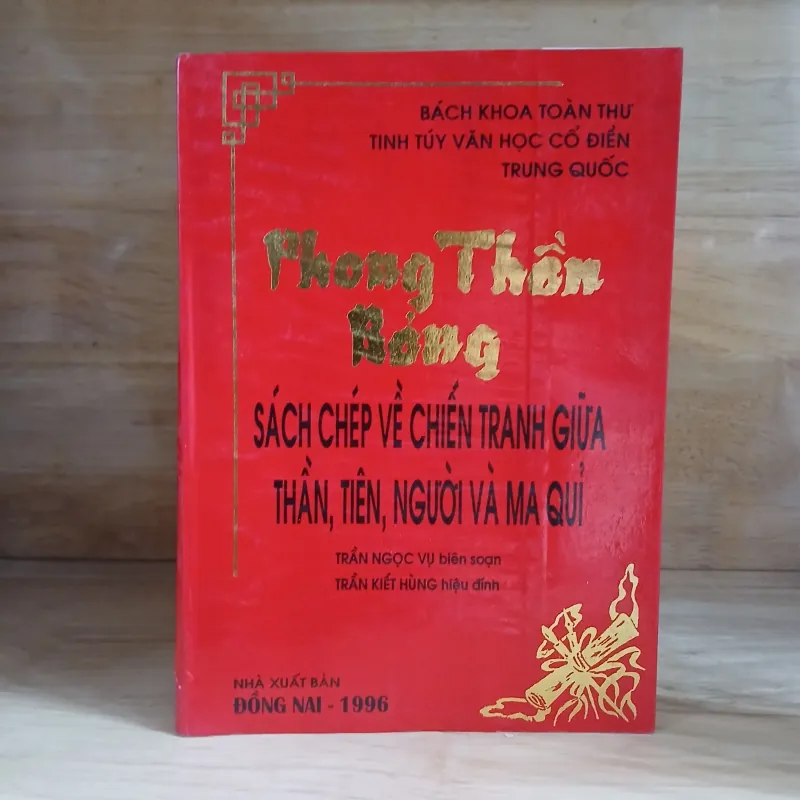 BÁCH KHOA TOÀN THƯ
TINH TÚY VĂN HỌC CỔ ĐIỂN
TRUNG QUỐC
Phong Thần
Bảng
SÁCH CHÉP VỀ CHIẾN TRANH GIỮA
THẦN, TIÊN, NGƯỜI VÀ MA QUỈ
TRẦN NGỌC VỤ biên soạn
TRẦN KIẾT HÙNG hiệu đính
NHÀ XUẤT BẢN
ĐỒNG NAI - 1996